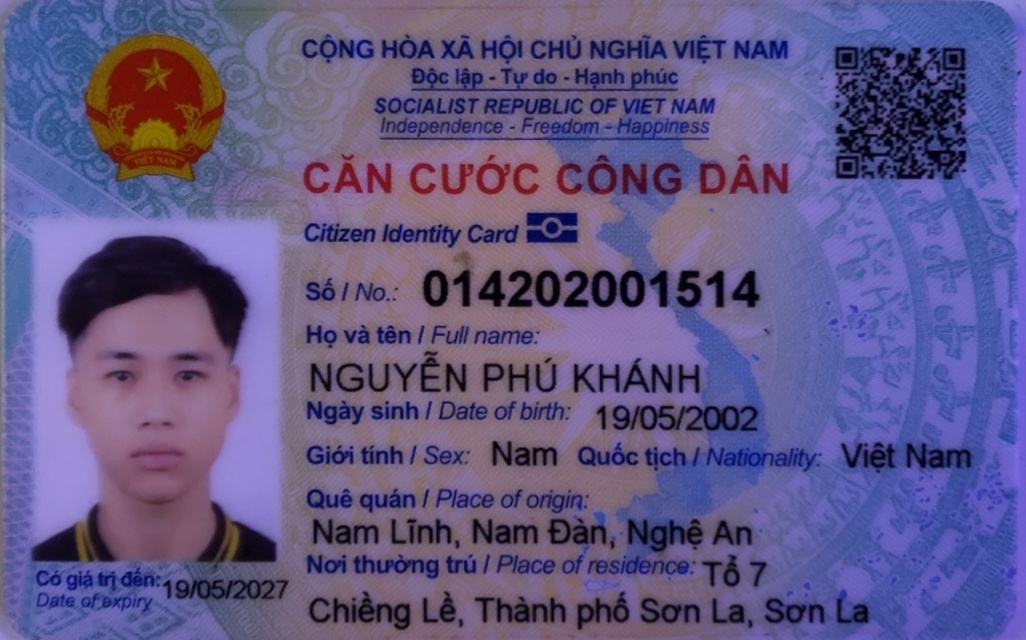 CỘNG HÒA XÃ HỘI CHỦ NGHĨA VIỆT NAM
Độc lập - Tự do - Hạnh phúc
SOCIALIST REPUBLIC OF VIET NAM
Independence - Freedom - Happiness
CĂN CƯỚC CÔNG DÂN
Citizen Identity Card
VIỆT NAM
Số / No.: 014202001514
Họ và tên / Full name:
NGUYỄN PHÚ KHÁNH
Ngày sinh / Date of birth: 19/05/2002
Giới tính / Sex: Nam Quốc tịch / Nationality: Việt Nam
Quê quán / Place of origin:
Nam Lĩnh, Nam Đàn, Nghệ An
Nơi thường trú / Place of residence: Tổ 7
Chiềng Lề, Thành phố Sơn La, Sơn La
Có giá trị đến: 19/05/2027
Date of expiry